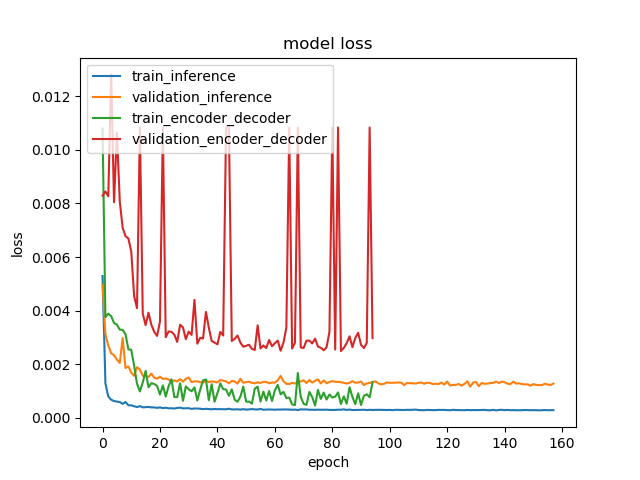 model loss
train_inference
validation_inference
train_encoder_decoder
validation_encoder_decoder
0.012
0.010
0.008
0.006
0.004
0.002
0.000
loss
0 20 40 60 80 100 120 140 160
epoch